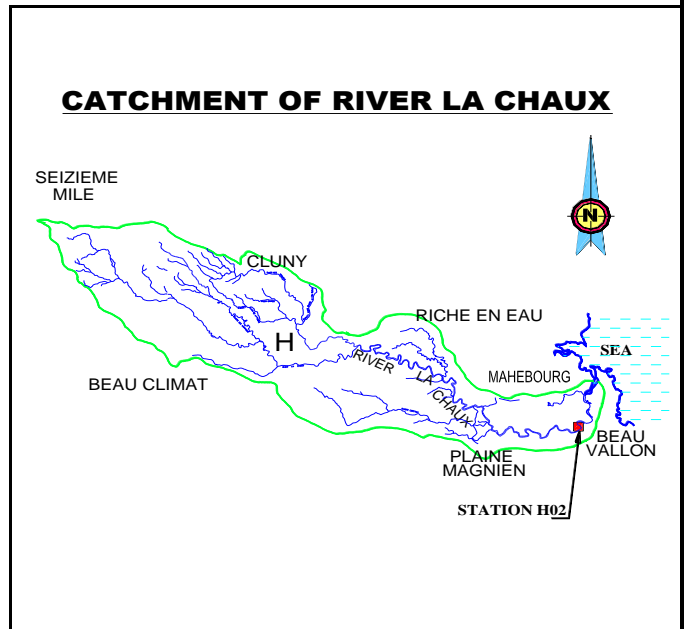 CATCHMENT OF RIVER LA CHAUX
SEIZIEME
MILE
N
CLUNY
RICHE EN EAU
H
RIVER
LA
CHAUX
SEA
MAHEBOURG
BEAU CLIMAT
BEAU
VALLON
PLAINE
MAGNIEN
STATION H02